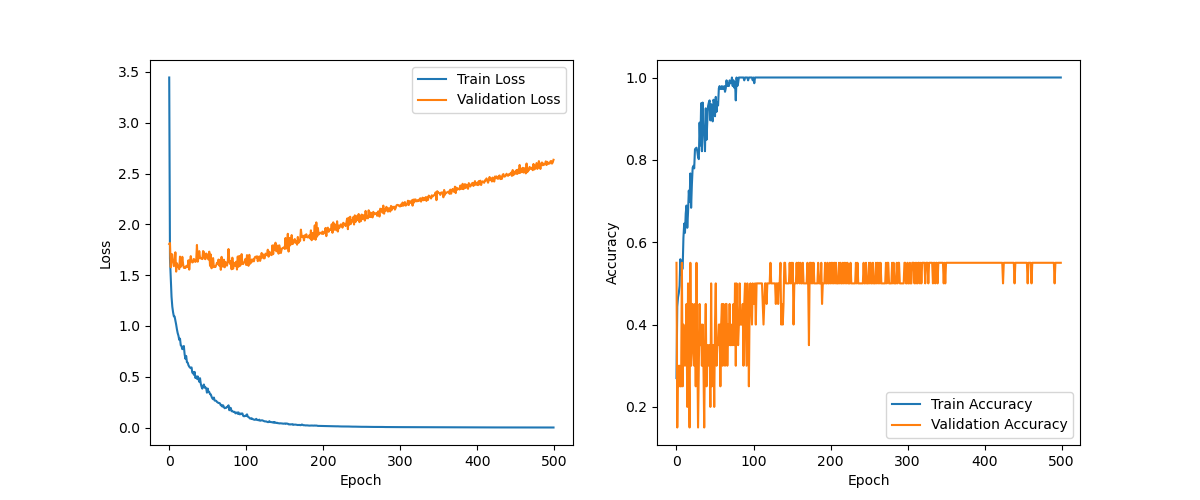 3.5
3.0
2.5
2.0
1.5
1.0
0.5
0.0
Loss
0 100 200 300 400 500
Epoch
Train Loss
Validation Loss
1.0
0.8
0.6
0.4
0.2
Accuracy
0 100 200 300 400 500
Epoch
Train Accuracy
Validation Accuracy